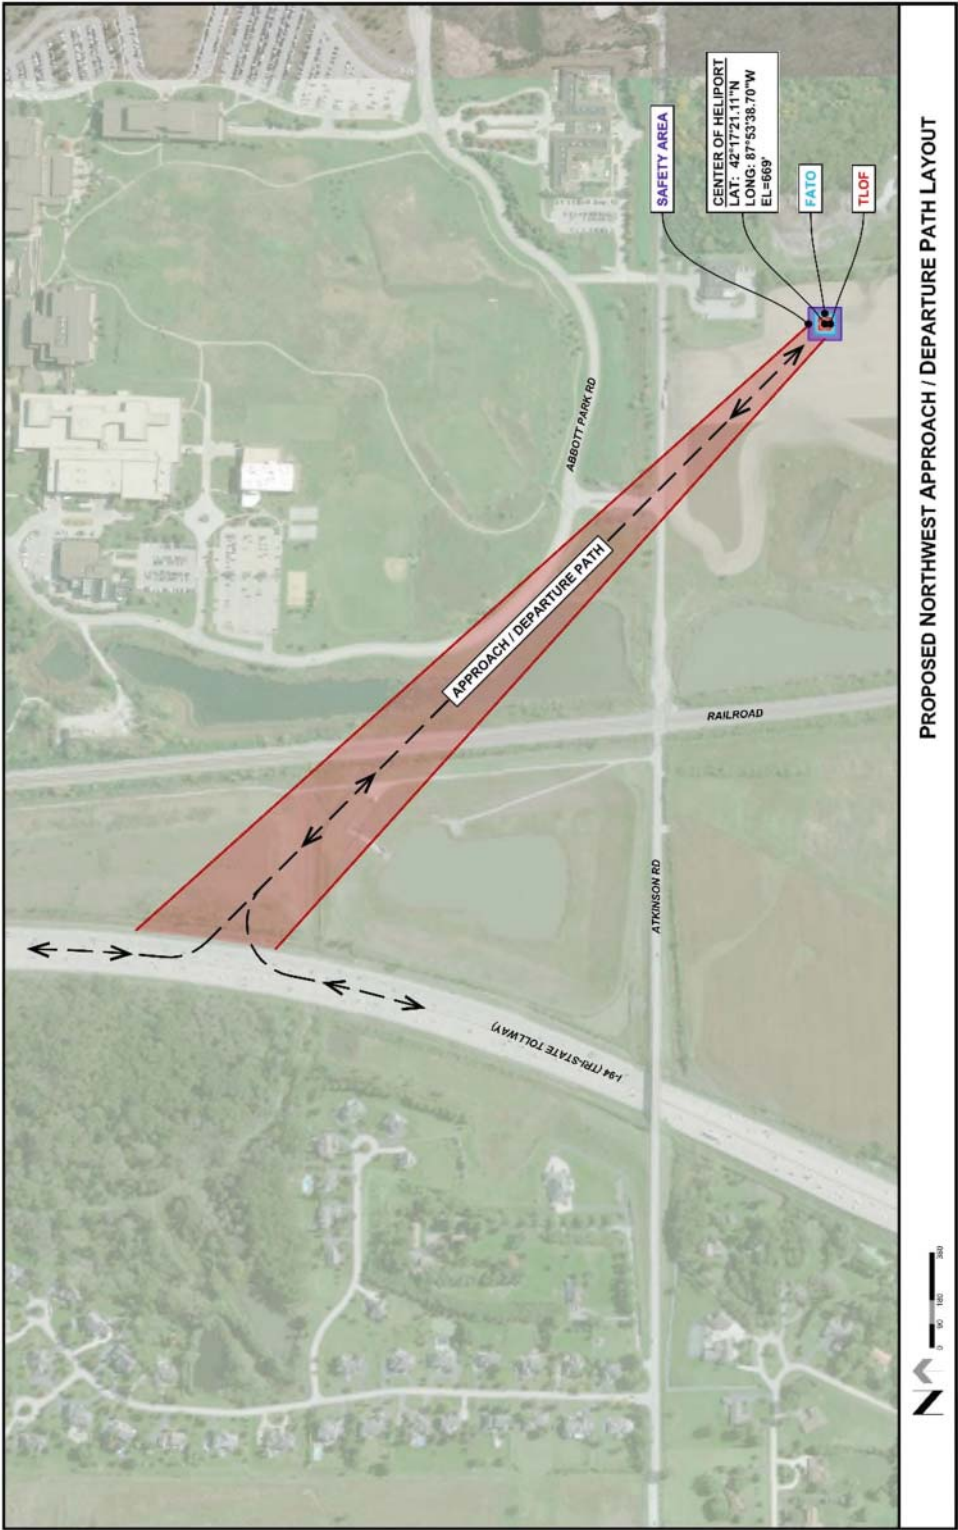 SAFETY AREA
CENTER OF HELIPORT
LAT: 42°17'21.11"N
LONG: 87°53'38.70"W
EL=669'
FATO
TLOF
ABBOTT PARK RD
APPROACH / DEPARTURE PATH
RAILROAD
ATKINSON RD
I-94 (TRI-STATE TOLLWAY)
N
0 90 180 360
PROPOSED NORTHWEST APPROACH / DEPARTURE PATH LAYOUT